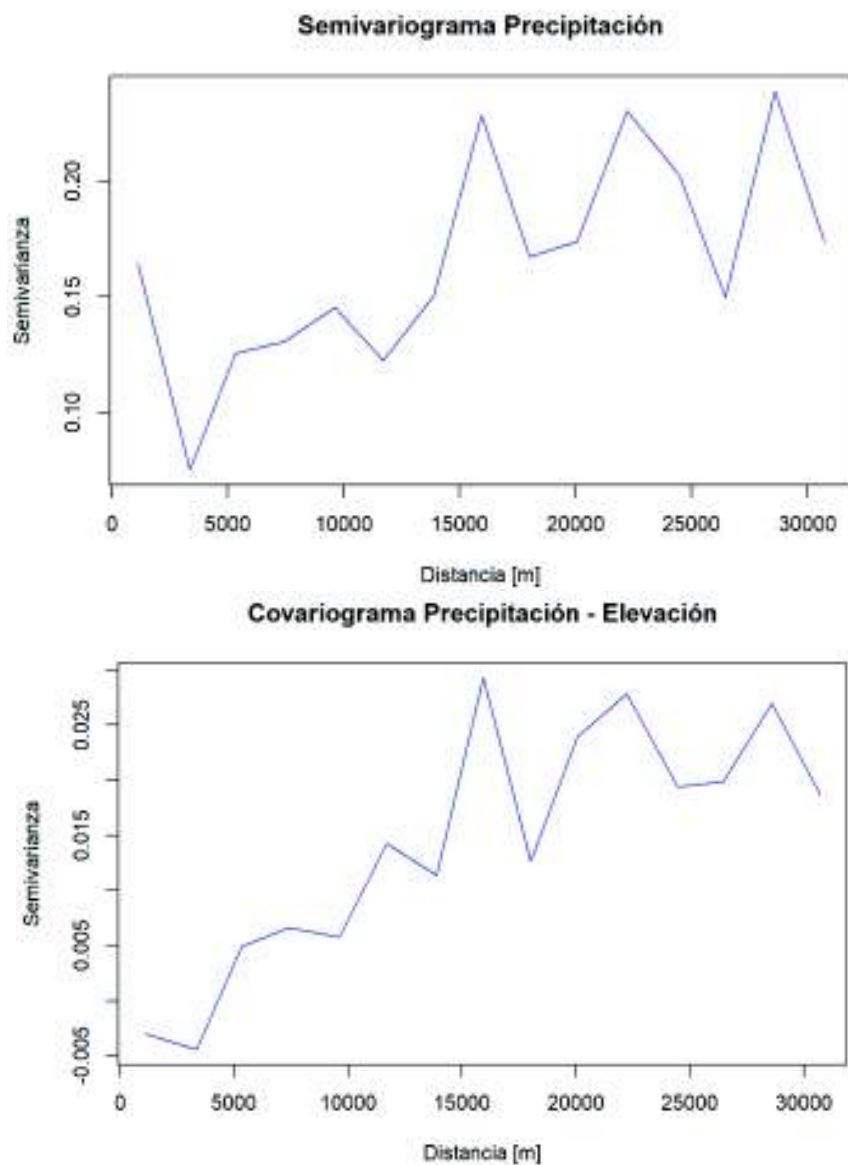 Semivariograma Precipitación
Semivarianza
0.20
0.15
0.10
0 5000 10000 15000 20000 25000 30000
Distancia [m]
Covariograma Precipitación - Elevación
Semivarianza
0.025
0.015
0.005
-0.005
0 5000 10000 15000 20000 25000 30000
Distancia [m]